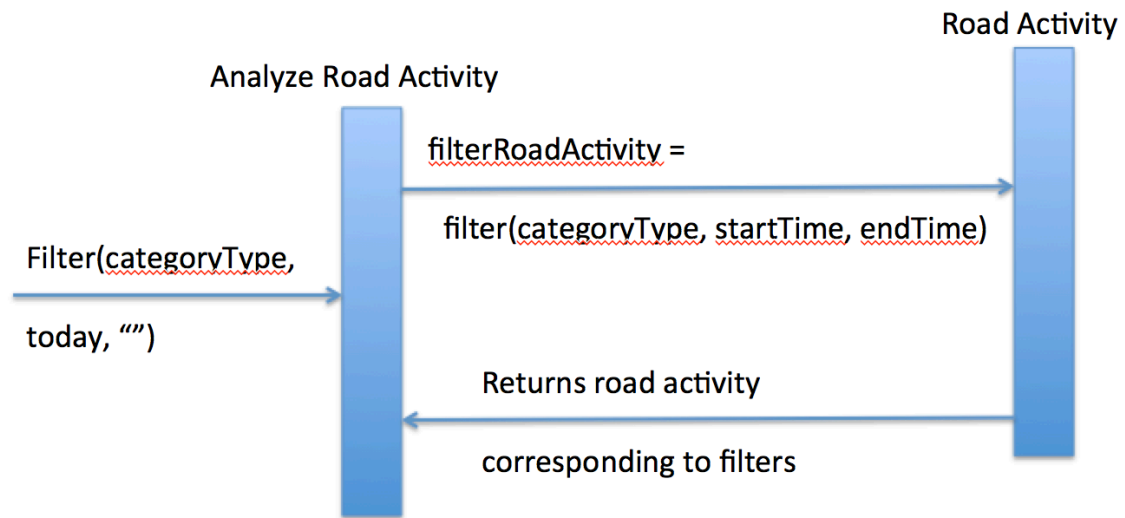 Road Activity
Analyze Road Activity
filterRoadActivity =
filter(categoryType, startTime, endTime)
Filter(categoryType,
today, “”)
Returns road activity
corresponding to filters